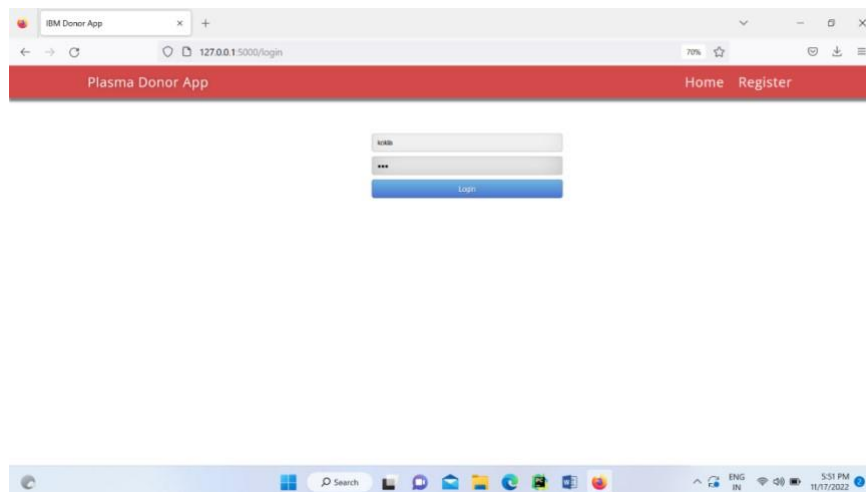 IBM Donor App
127.0.0.1:5000/login
70%
Plasma Donor App
Home Register
Login
Search
ENG
IN
5:51 PM
11/17/2022